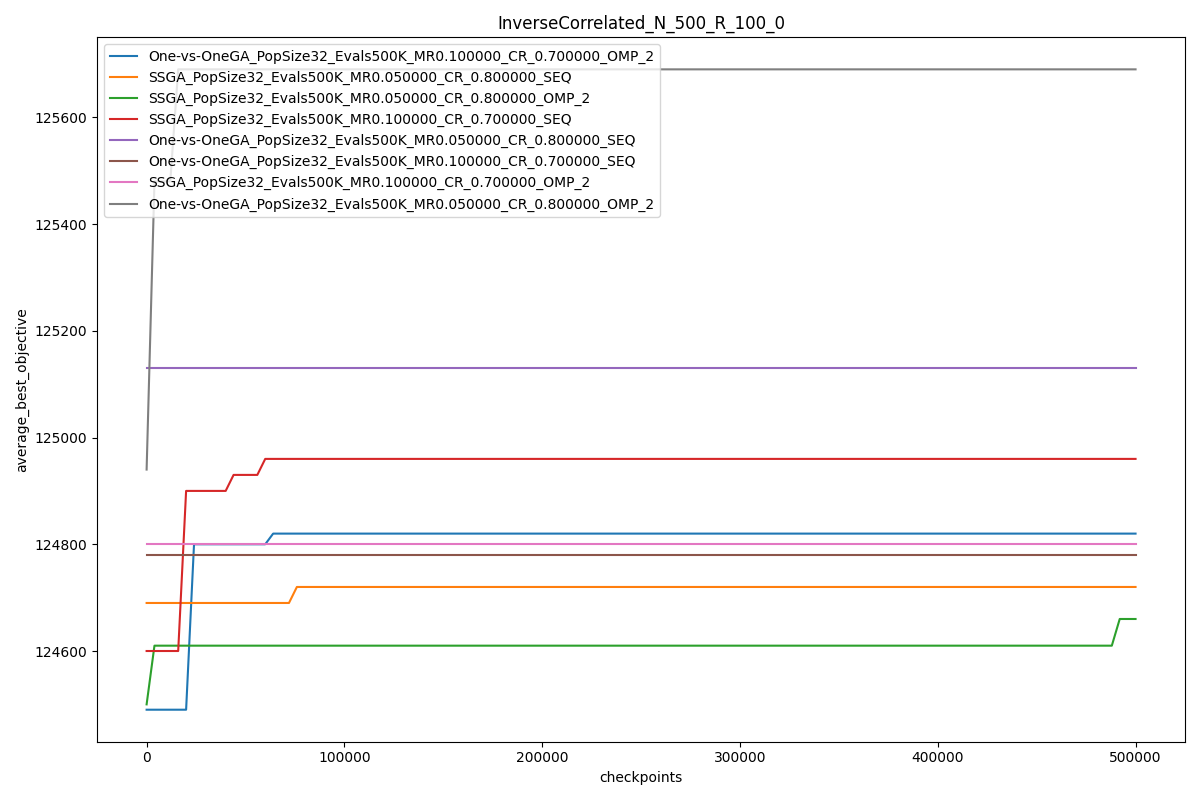 InverseCorrelated_N_500_R_100_0
One-vs-OneGA_PopSize32_Evals500K_MR0.100000_CR_0.700000_OMP_2
SSGA_PopSize32_Evals500K_MR0.050000_CR_0.800000_SEQ
SSGA_PopSize32_Evals500K_MR0.050000_CR_0.800000_OMP_2
SSGA_PopSize32_Evals500K_MR0.100000_CR_0.700000_SEQ
One-vs-OneGA_PopSize32_Evals500K_MR0.050000_CR_0.800000_SEQ
One-vs-OneGA_PopSize32_Evals500K_MR0.100000_CR_0.700000_SEQ
SSGA_PopSize32_Evals500K_MR0.100000_CR_0.700000_OMP_2
One-vs-OneGA_PopSize32_Evals500K_MR0.050000_CR_0.800000_OMP_2
125600
125400
125200
125000
124800
124600
average_best_objective
0 100000 200000 300000 400000 500000
checkpoints